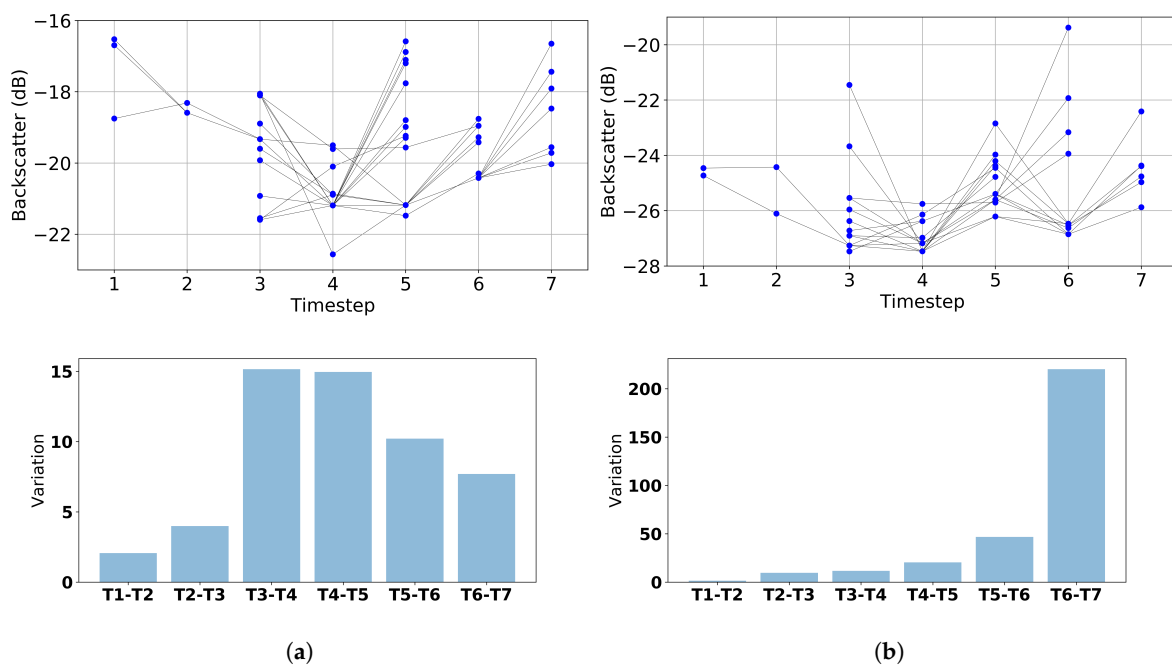 −16
−18
−20
−22
Backscatter (dB)
1 2 3 4 5 6 7
Timestep
−20
−22
−24
−26
−28
Backscatter (dB)
1 2 3 4 5 6 7
Timestep
15
10
5
0
Variation
T1-T2 T2-T3 T3-T4 T4-T5 T5-T6 T6-T7
(a)
200
150
100
50
0
Variation
T1-T2 T2-T3 T3-T4 T4-T5 T5-T6 T6-T7
(b)